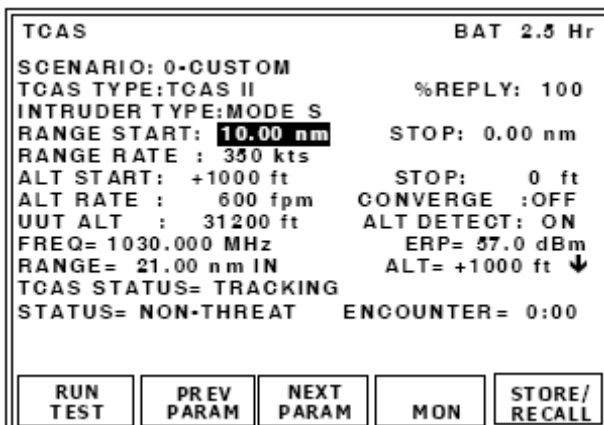 TCAS BAT 2.5 Hr
SCENARIO: 0-CUSTOM
TCAS TYPE:TCAS II %REPLY: 100
INTRUDER TYPE:MODE S
RANGE START: 10.00 nm STOP: 0.00 nm
RANGE RATE : 350 kts
ALT START: +1000 ft STOP: 0 ft
ALT RATE : 600 fpm CONVERGE :OFF
UUT ALT : 31200 ft ALT DETECT: ON
FREQ= 1030.000 MHz ERP= 57.0 dBm
RANGE= 21.00 nm IN ALT= +1000 ft ↓
TCAS STATUS= TRACKING
STATUS= NON-THREAT ENCOUNTER= 0:00
RUN TEST
PREV PARAM
NEXT PARAM
MON
STORE/ RECALL